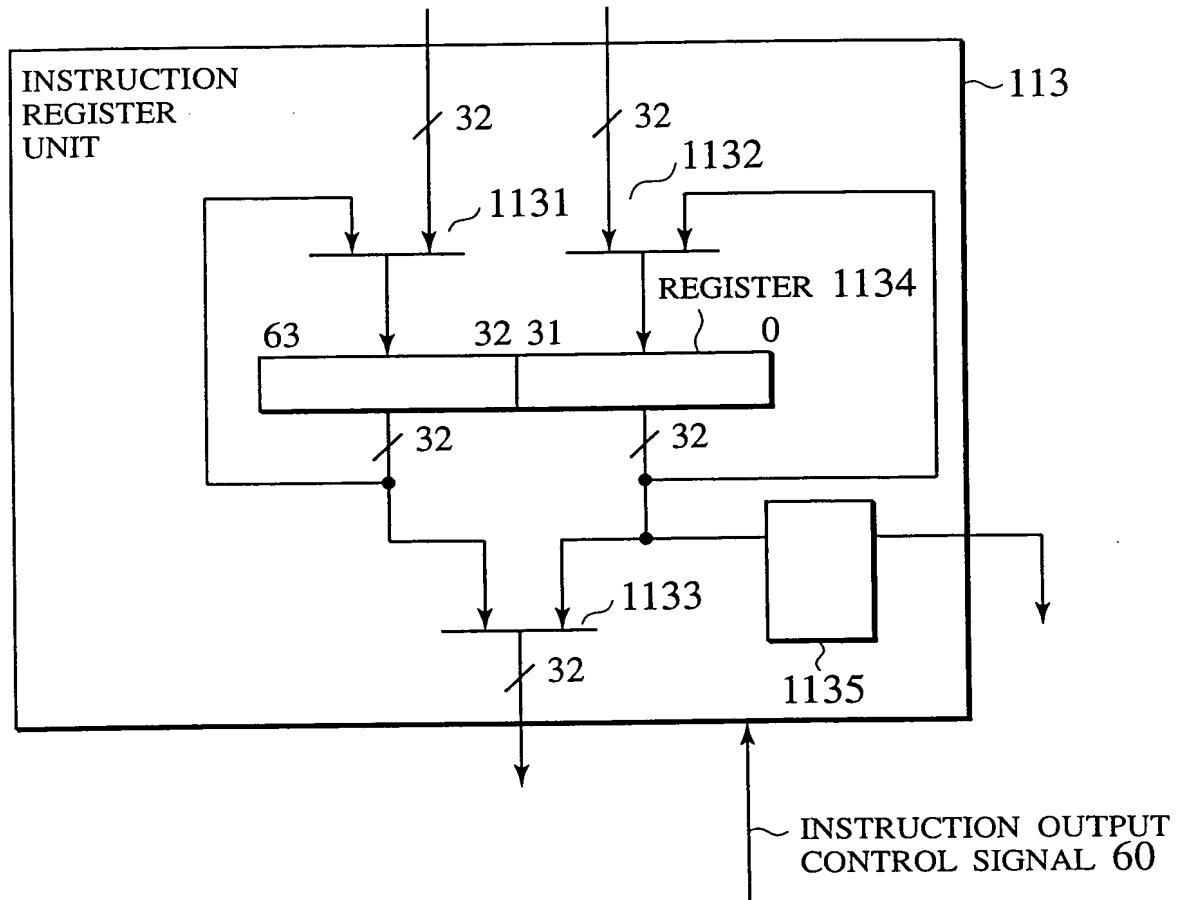 INSTRUCTION
REGISTER
UNIT
113
32
32
1132
1131
REGISTER 1134
63
32
31
0
32
32
1133
32
1135
INSTRUCTION OUTPUT
CONTROL SIGNAL 60